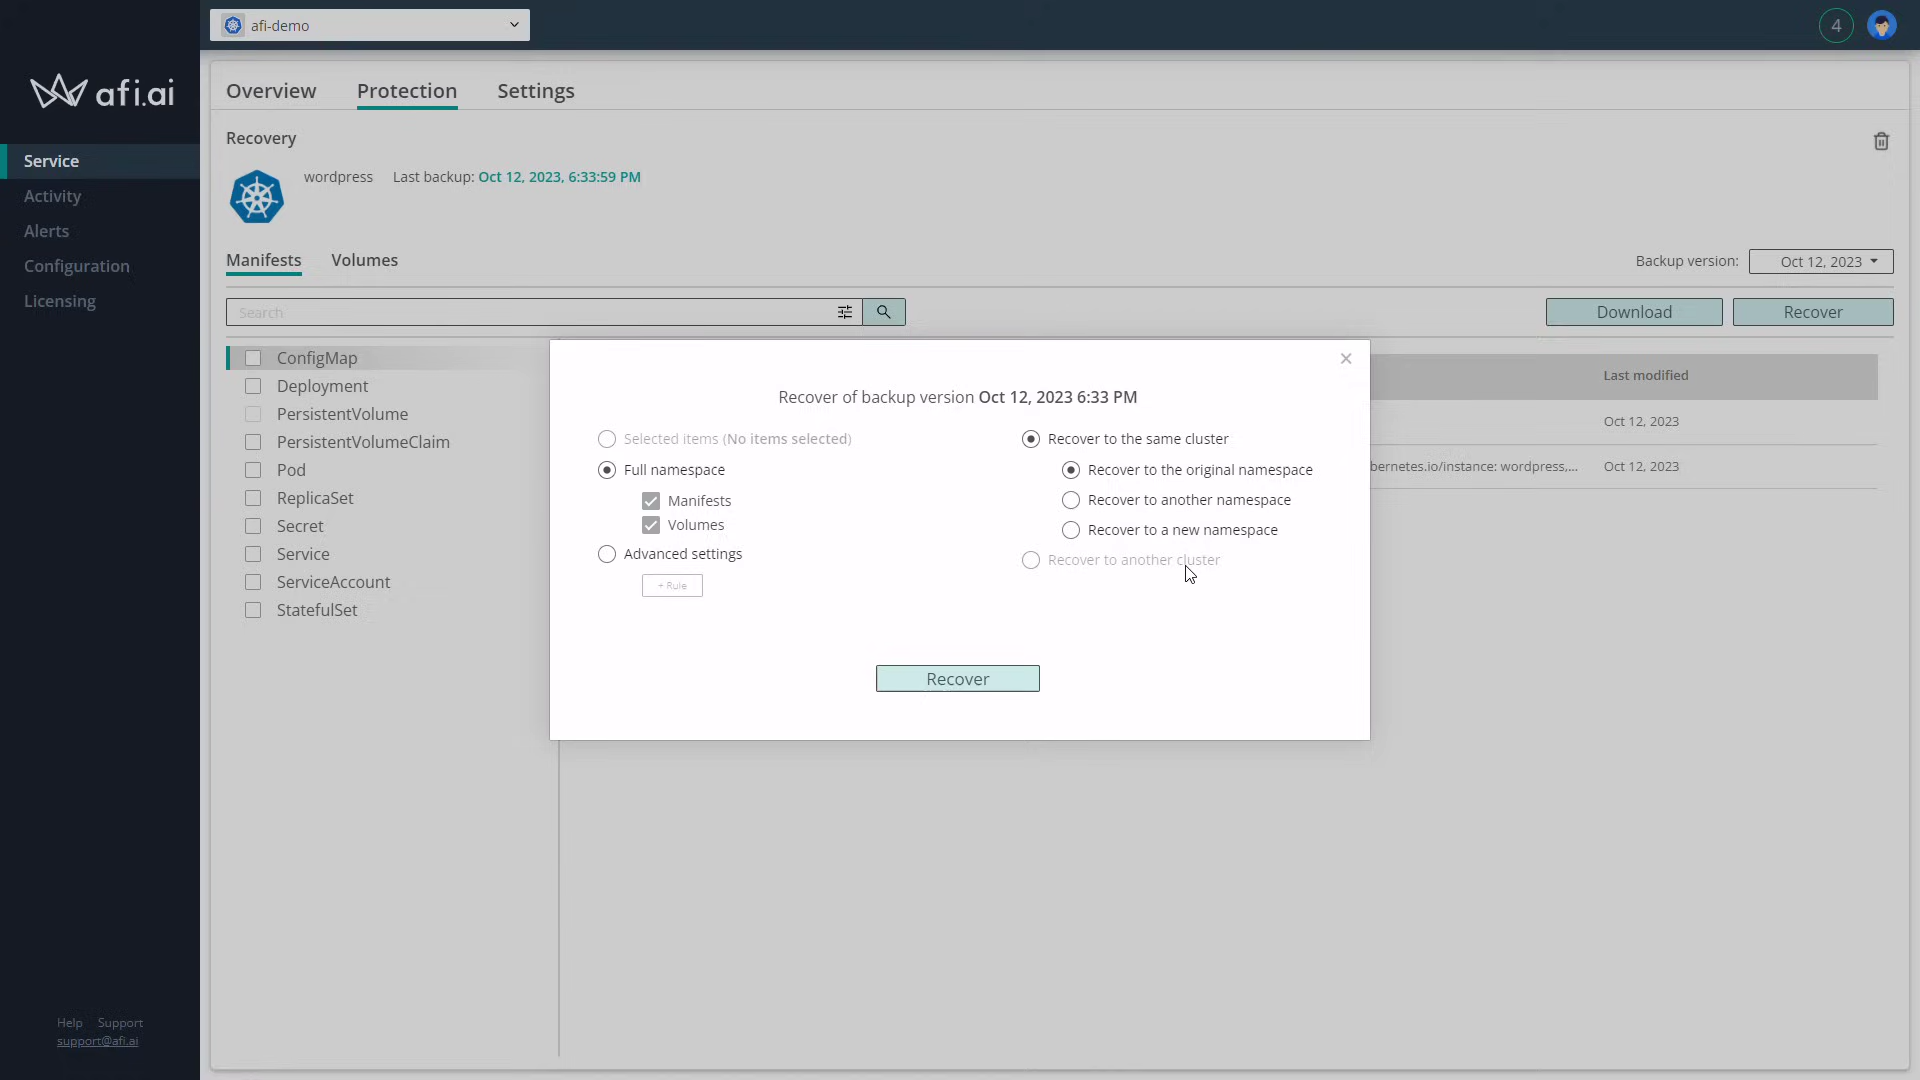 afi-demo
4
afi.ai
Service
Activity
Alerts
Configuration
Licensing
Help Support
support@afi.ai
Overview Protection Settings
Recovery
wordpress Last backup: Oct 12, 2023, 6:33:59 PM
Manifests Volumes
Backup version: Oct 12, 2023
Search
Download Recover
ConfigMap
Deployment
PersistentVolume
PersistentVolumeClaim
Pod
ReplicaSet
Secret
Service
ServiceAccount
StatefulSet
Last modified
Oct 12, 2023
bernetes.io/instance: wordpress,... Oct 12, 2023
Recover of backup version Oct 12, 2023 6:33 PM
Selected items (No items selected)
Full namespace
Manifests
Volumes
Advanced settings
+ Rule
Recover to the same cluster
Recover to the original namespace
Recover to another namespace
Recover to a new namespace
Recover to another cluster
Recover